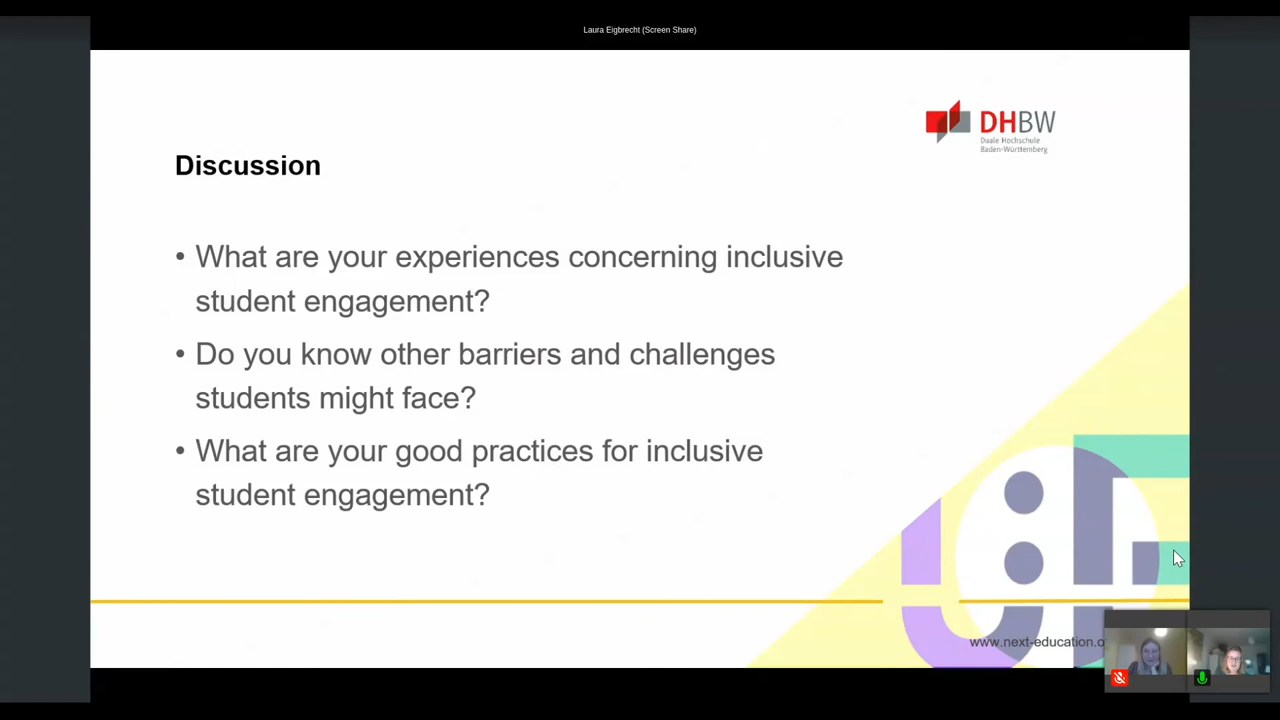 Laura Eigbrecht (Screen Share)
DHBW
Duale Hochschule
Baden-Württemberg
Discussion
• What are your experiences concerning inclusive
student engagement?
• Do you know other barriers and challenges
students might face?
• What are your good practices for inclusive
student engagement?
www.next-education.o